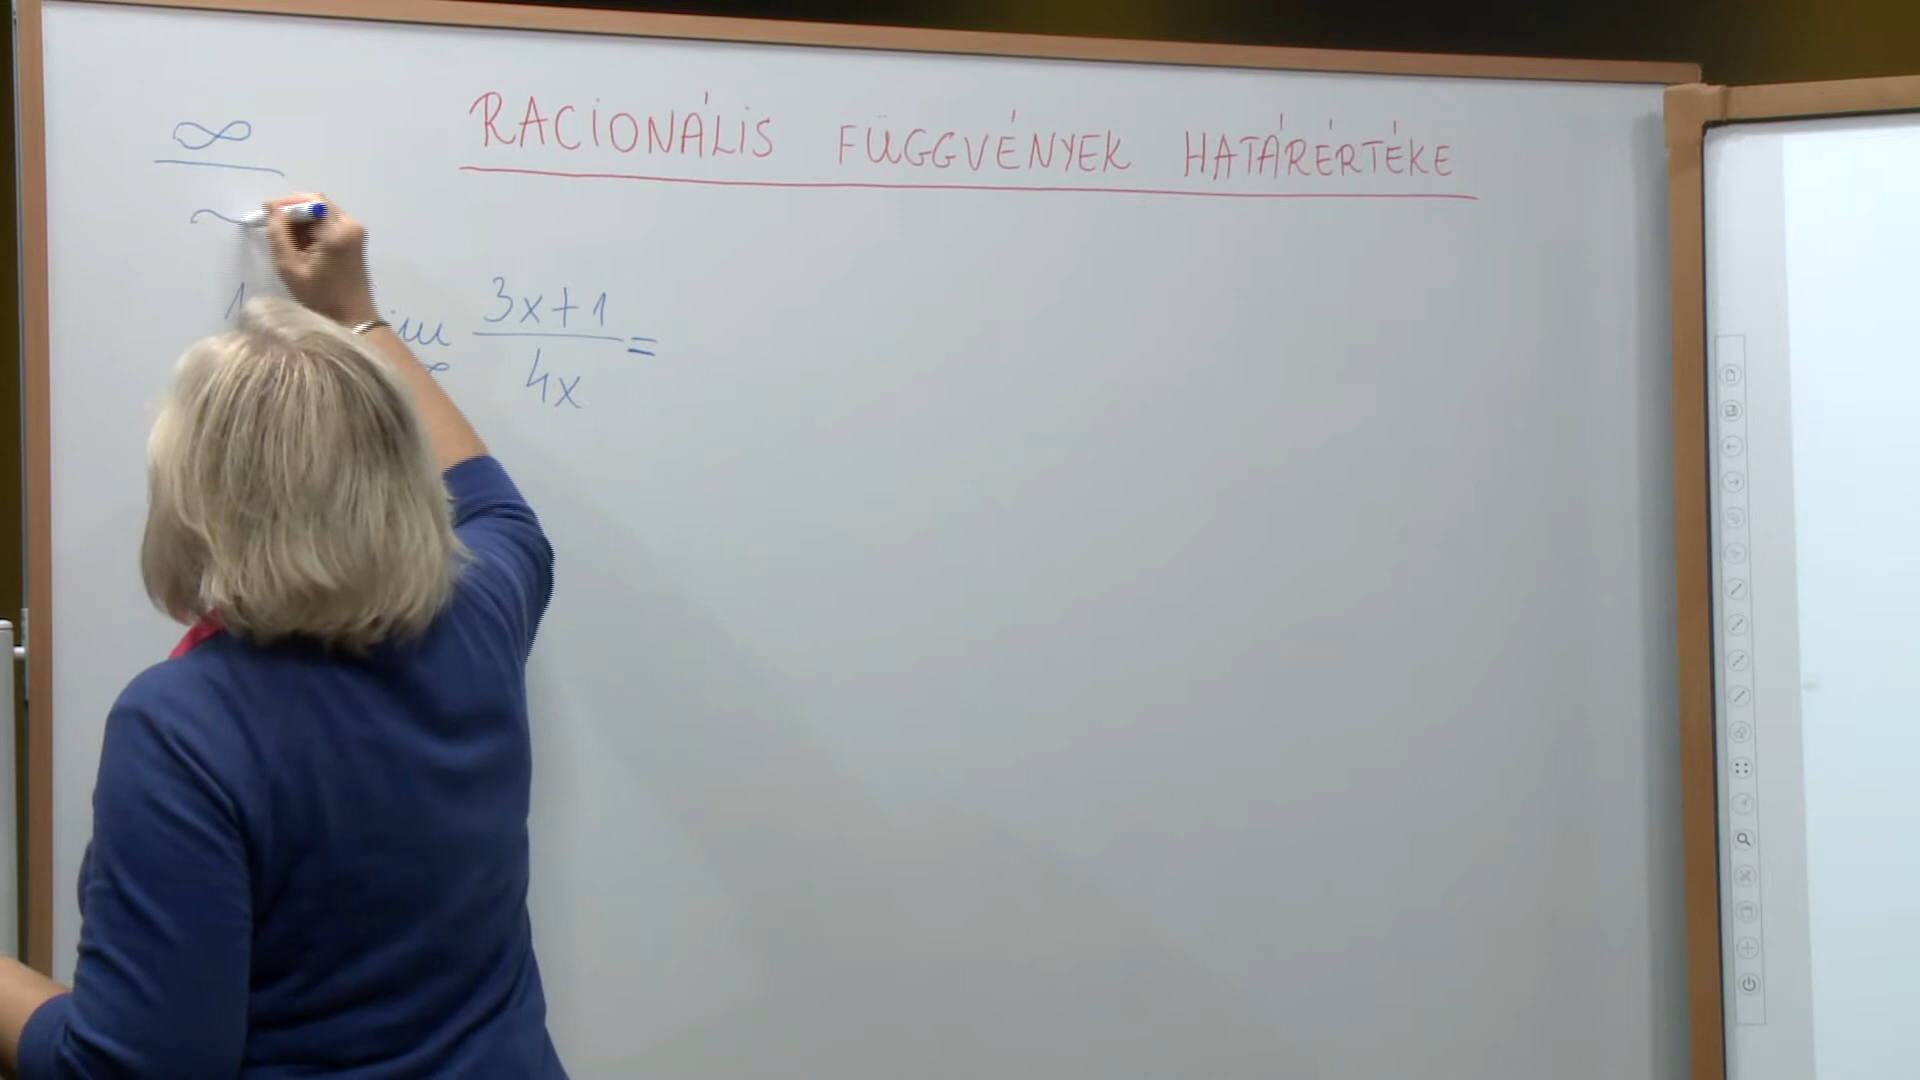 RACIONÁLIS FÜGGVÉNYEK HATÁRÉRTÉKE
∞
3x+1
=
4x